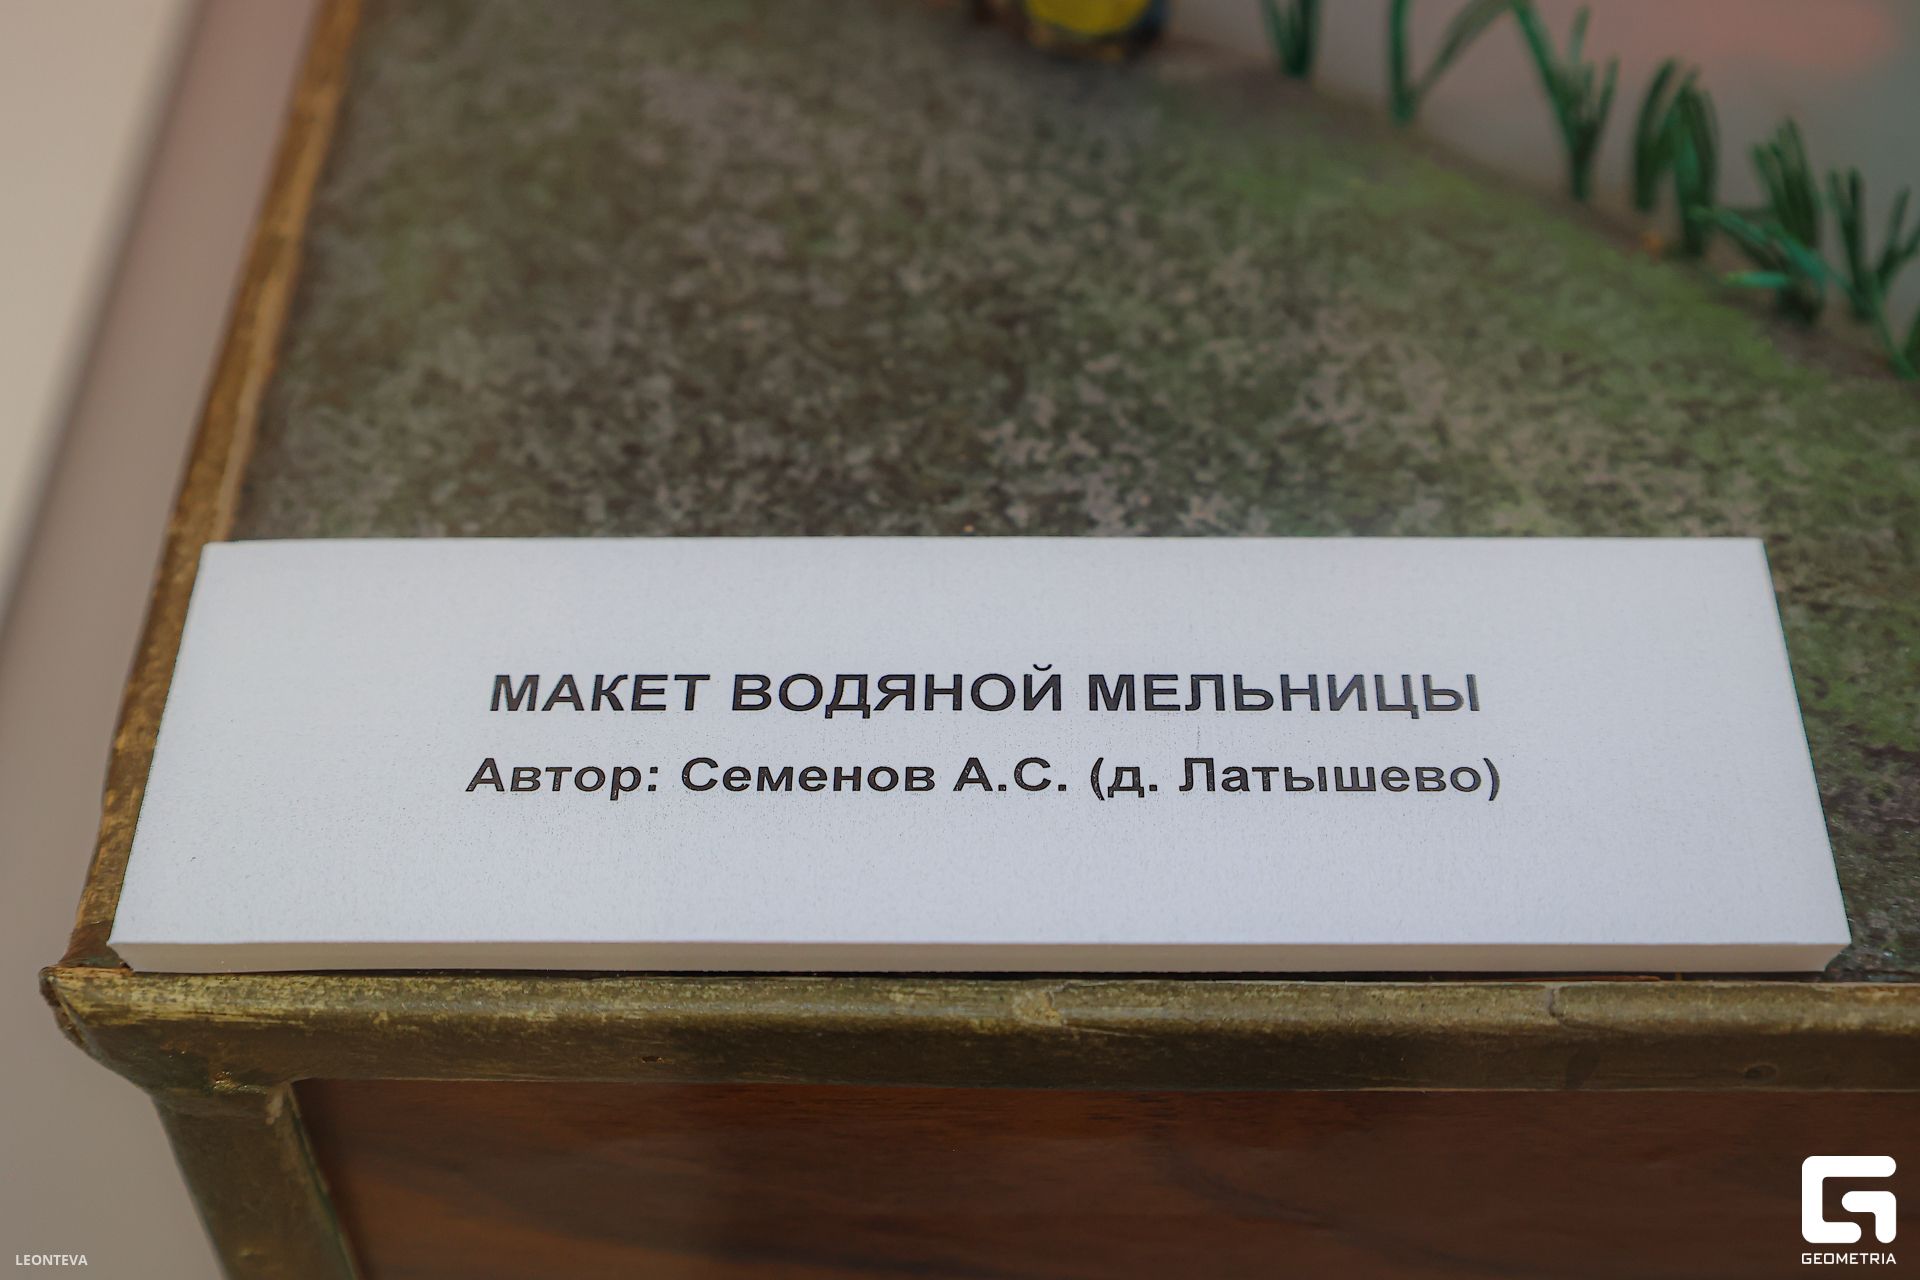 МАКЕТ ВОДЯНОЙ МЕЛЬНИЦЫ
Автор: Семенов А.С. (д. Латышево)
LEONTEVA
GEOMETRIA